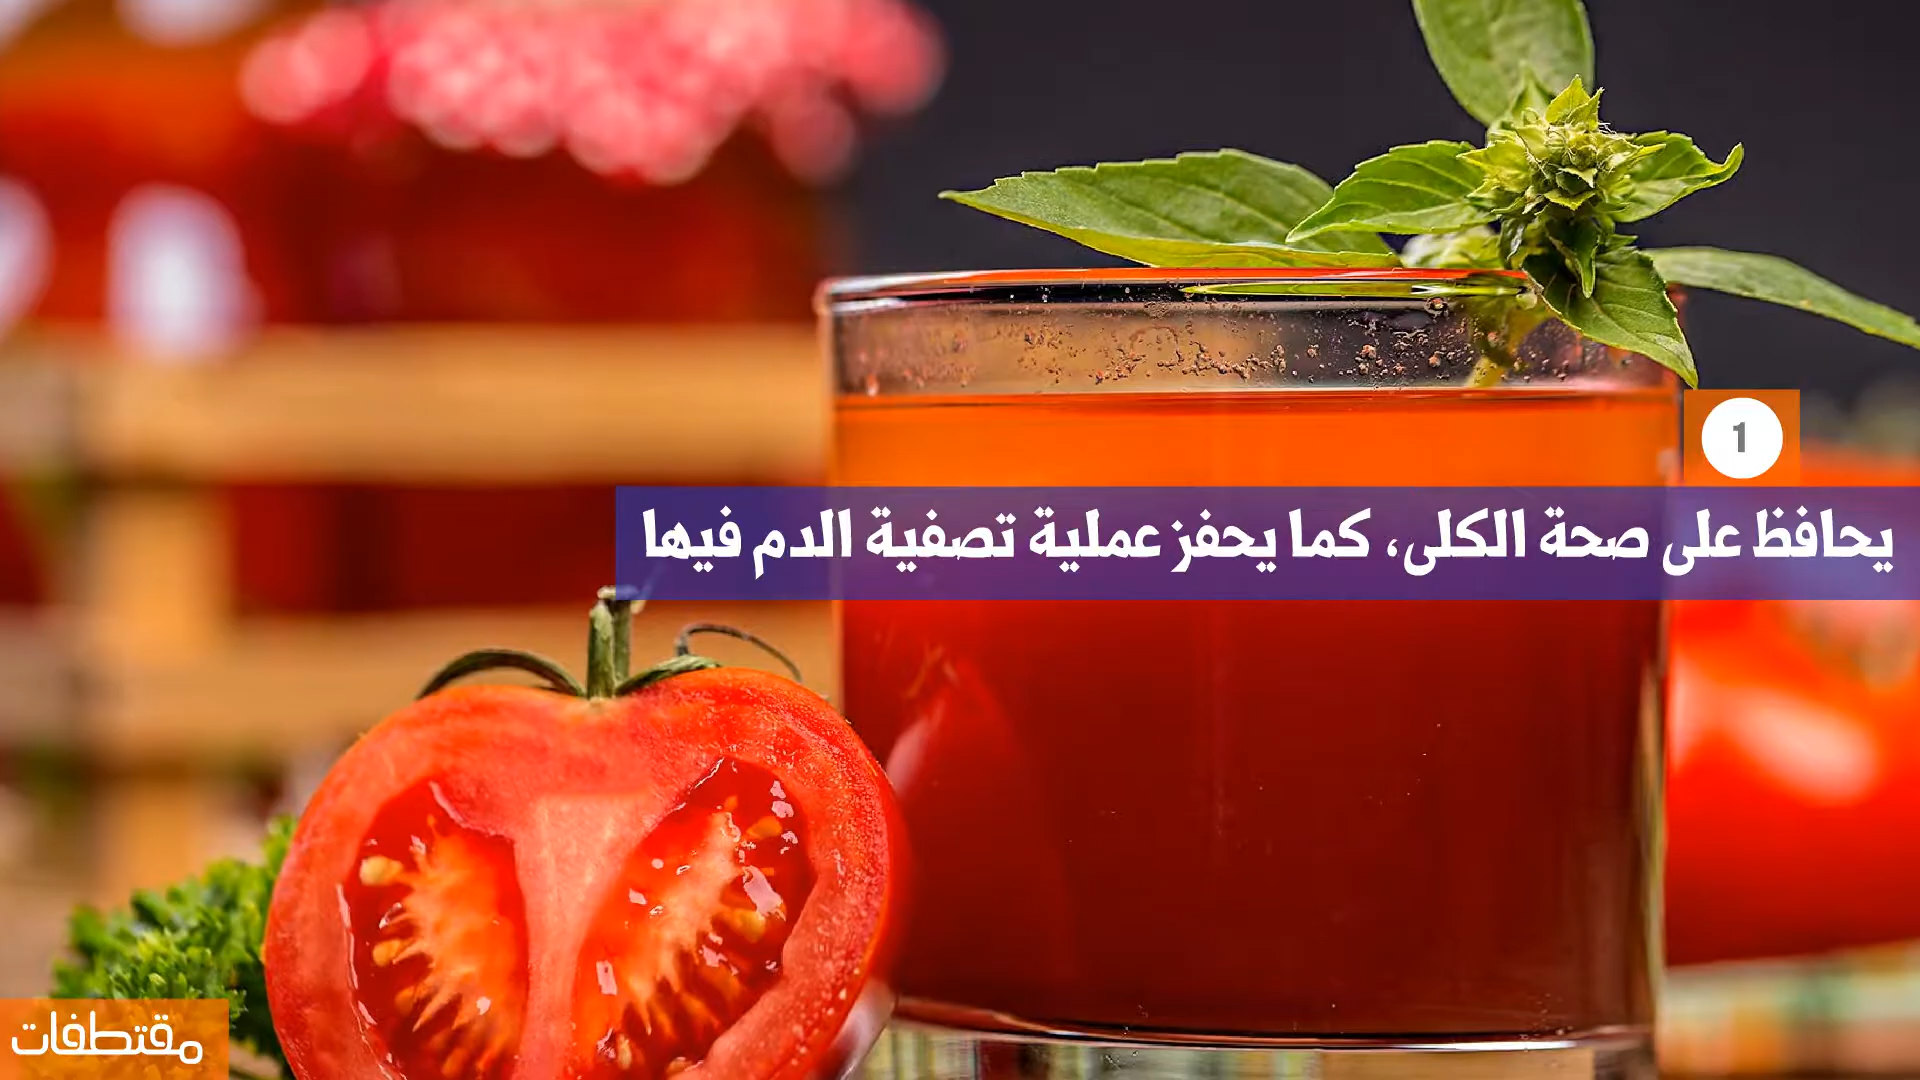 1
يحافظ على صحة الكلى، كما يحفز عملية تصفية الدم فيها
مقتطفات